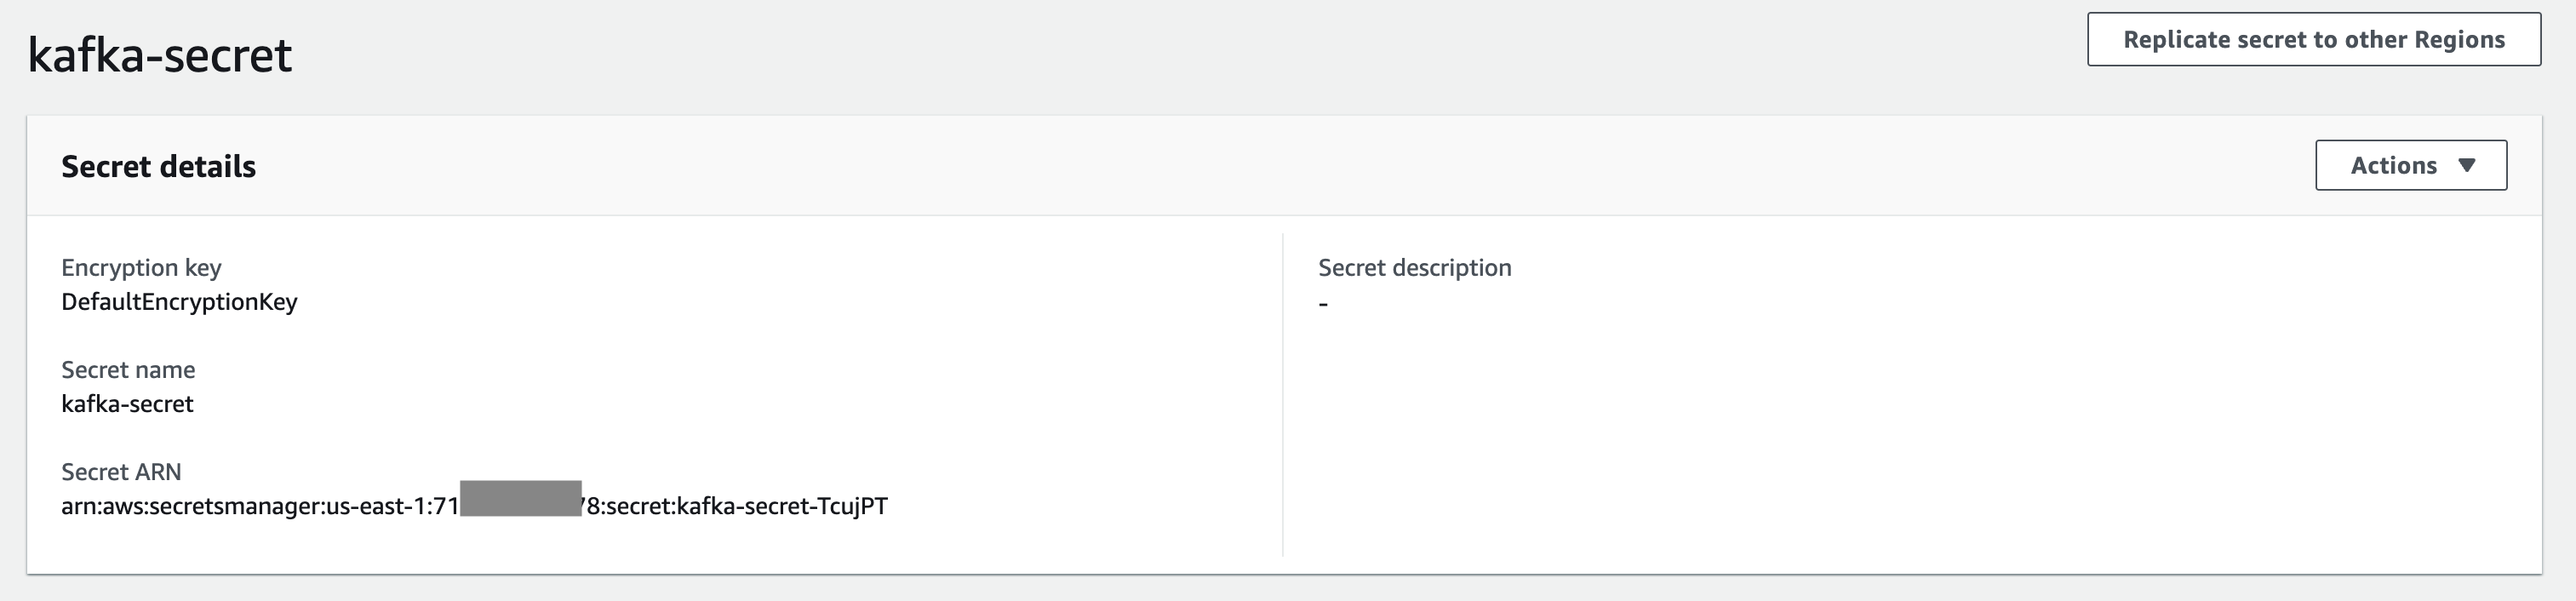 kafka-secret
Replicate secret to other Regions
Secret details
Actions
Encryption key
DefaultEncryptionKey
Secret description
-
Secret name
kafka-secret
Secret ARN
arn:aws:secretsmanager:us-east-1:71 8:secret:kafka-secret-TcujPT